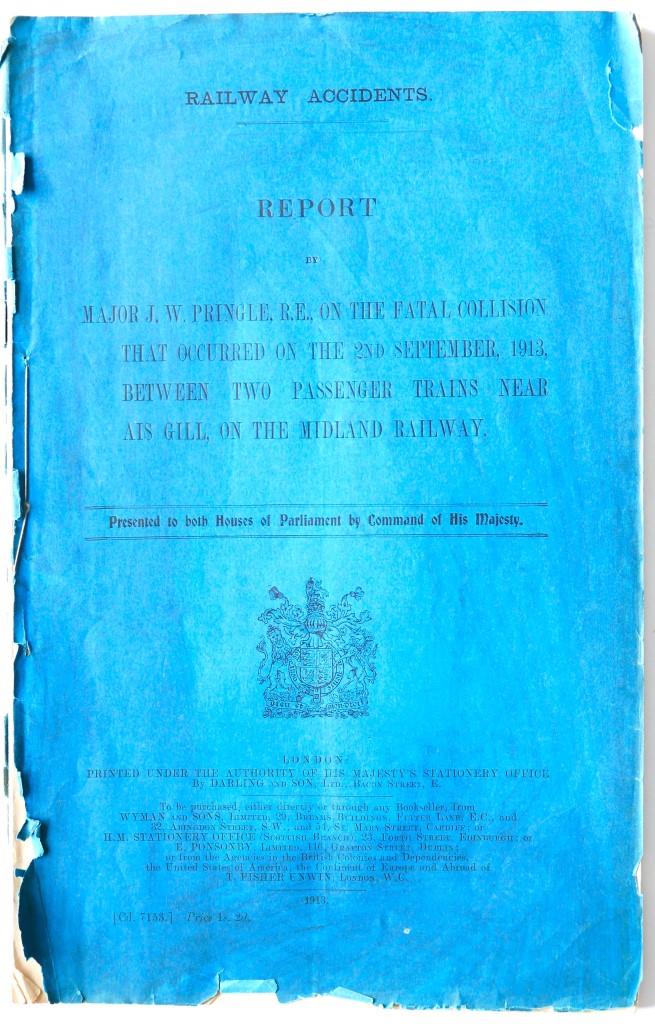 RAILWAY ACCIDENTS.
REPORT
BY
MAJOR J. W. PRINGLE, R.E., ON THE FATAL COLLISION
THAT OCCURRED ON THE 2ND SEPTEMBER, 1913,
BETWEEN TWO PASSENGER TRAINS NEAR
AIS GILL, ON THE MIDLAND RAILWAY.
Presented to both Houses of Parliament by Command of His Majesty.
DIEU ET MON DROIT
LONDON:
PRINTED UNDER THE AUTHORITY OF HIS MAJESTY'S STATIONERY OFFICE
By DARLING AND SON, LTD., BACON STREET, E.
To be purchased, either directly or through any Bookseller, from
WYMAN AND SONS, LIMITED, 29, BREAMS BUILDINGS, FETTER LANE, E.C., and
32, ABINGDON STREET, S.W., and 54, ST. MARY STREET, CARDIFF; or
H.M. STATIONERY OFFICE (SCOTTISH BRANCH), 23, FORTH STREET, EDINBURGH; or
E. PONSONBY, LIMITED, 116, GRAFTON STREET, DUBLIN;
or from the Agencies in the British Colonies and Dependencies,
the United States of America, the Continent of Europe and Abroad of
T. FISHER UNWIN, LONDON, W.C.
1913.
[Cd. 7153.] Price 1s. 2d.